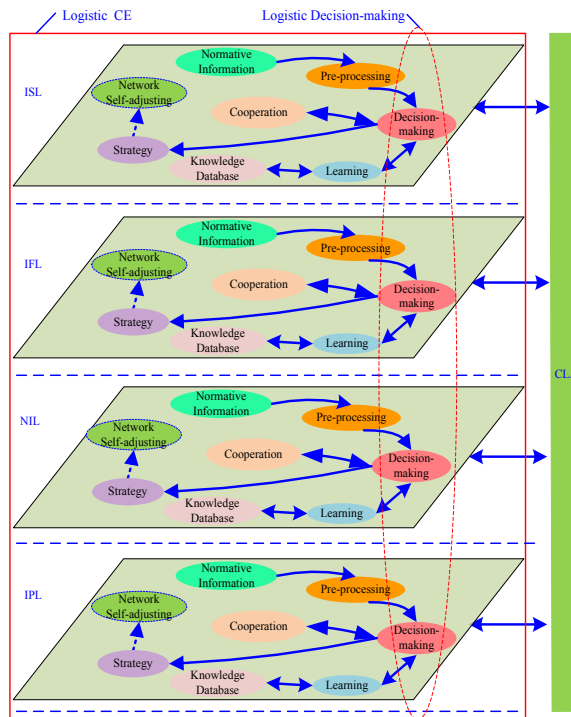 Logistic CE
Logistic Decision-making
ISL
Normative
Information
Pre-processing
Network
Self-adjusting
Cooperation
Decision-
making
Strategy
Knowledge
Database
Learning
IFL
Normative
Information
Pre-processing
Network
Self-adjusting
Cooperation
Decision-
making
Strategy
Knowledge
Database
Learning
CL
NIL
Normative
Information
Pre-processing
Network
Self-adjusting
Cooperation
Decision-
making
Strategy
Knowledge
Database
Learning
IPL
Normative
Information
Pre-processing
Network
Self-adjusting
Cooperation
Decision-
making
Strategy
Knowledge
Database
Learning